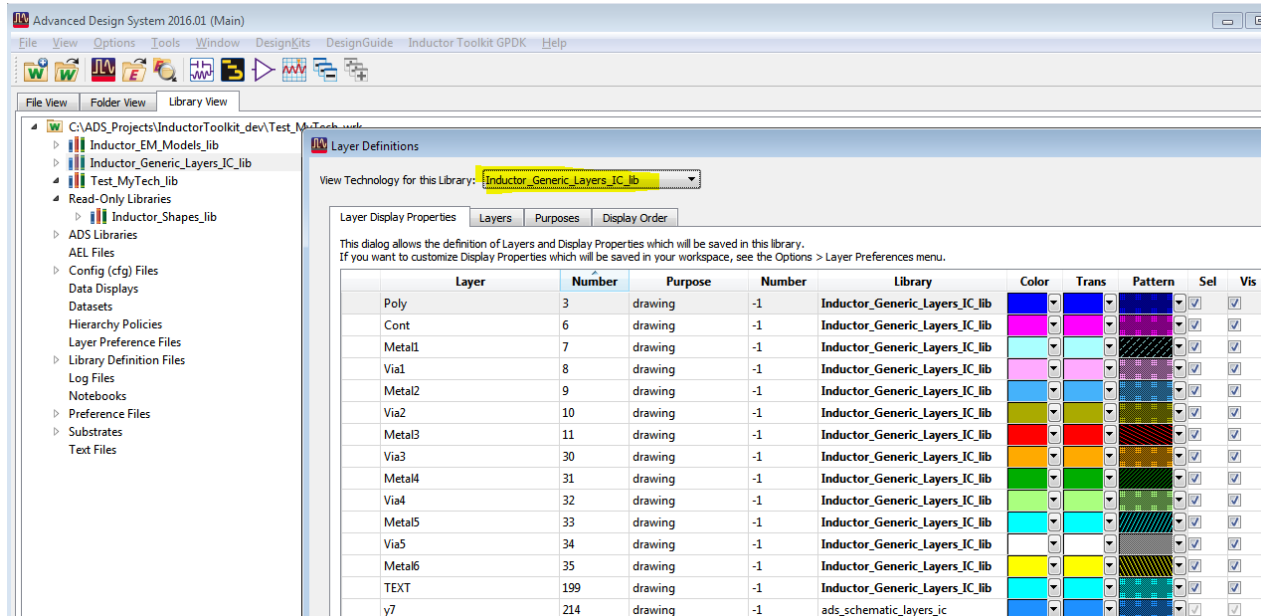 Advanced Design System 2016.01 (Main)
File View Options Tools Window DesignKits DesignGuide Inductor Toolkit GPDK Help
File View Folder View Library View
C:\ADS_Projects\InductorToolkit_dev\Test_MyTech_wrk
Inductor_EM_Models_lib
Inductor_Generic_Layers_IC_lib
Test_MyTech_lib
Read-Only Libraries
Inductor_Shapes_lib
ADS Libraries
AEL Files
Config (cfg) Files
Data Displays
Datasets
Hierarchy Policies
Layer Preference Files
Library Definition Files
Log Files
Notebooks
Preference Files
Substrates
Text Files
Layer Definitions
View Technology for this Library: Inductor_Generic_Layers_IC_lib
Layer Display Properties Layers Purposes Display Order
This dialog allows the definition of Layers and Display Properties which will be saved in this library.
If you want to customize Display Properties which will be saved in your workspace, see the Options > Layer Preferences menu.
Layer Number Purpose Number Library Color Trans Pattern Sel Vis
Poly 3 drawing -1 Inductor_Generic_Layers_IC_lib
Cont 6 drawing -1 Inductor_Generic_Layers_IC_lib
Metal1 7 drawing -1 Inductor_Generic_Layers_IC_lib
Via1 8 drawing -1 Inductor_Generic_Layers_IC_lib
Metal2 9 drawing -1 Inductor_Generic_Layers_IC_lib
Via2 10 drawing -1 Inductor_Generic_Layers_IC_lib
Metal3 11 drawing -1 Inductor_Generic_Layers_IC_lib
Via3 30 drawing -1 Inductor_Generic_Layers_IC_lib
Metal4 31 drawing -1 Inductor_Generic_Layers_IC_lib
Via4 32 drawing -1 Inductor_Generic_Layers_IC_lib
Metal5 33 drawing -1 Inductor_Generic_Layers_IC_lib
Via5 34 drawing -1 Inductor_Generic_Layers_IC_lib
Metal6 35 drawing -1 Inductor_Generic_Layers_IC_lib
TEXT 199 drawing -1 Inductor_Generic_Layers_IC_lib
y7 214 drawing -1 ads_schematic_layers_ic